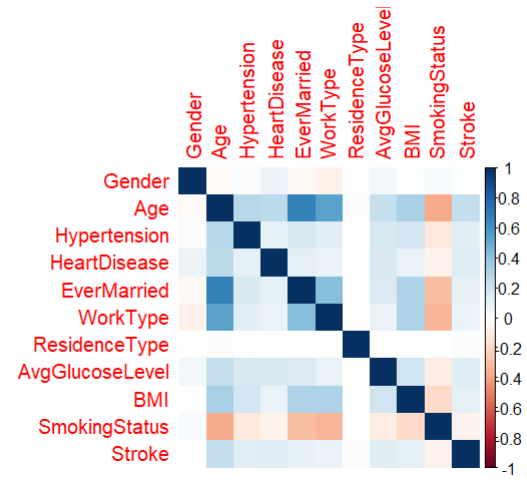 Gender
Age
Hypertension
HeartDisease
EverMarried
WorkType
ResidenceType
AvgGlucoseLevel
BMI
SmokingStatus
Stroke
Gender
Age
Hypertension
HeartDisease
EverMarried
WorkType
ResidenceType
AvgGlucoseLevel
BMI
SmokingStatus
Stroke
1
0.8
0.6
0.4
0.2
0
-0.2
-0.4
-0.6
-0.8
-1